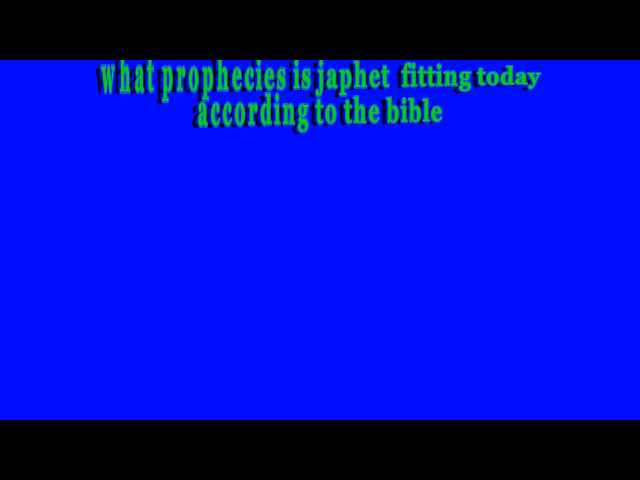 what prophecies is japhet fitting today
according to the bible